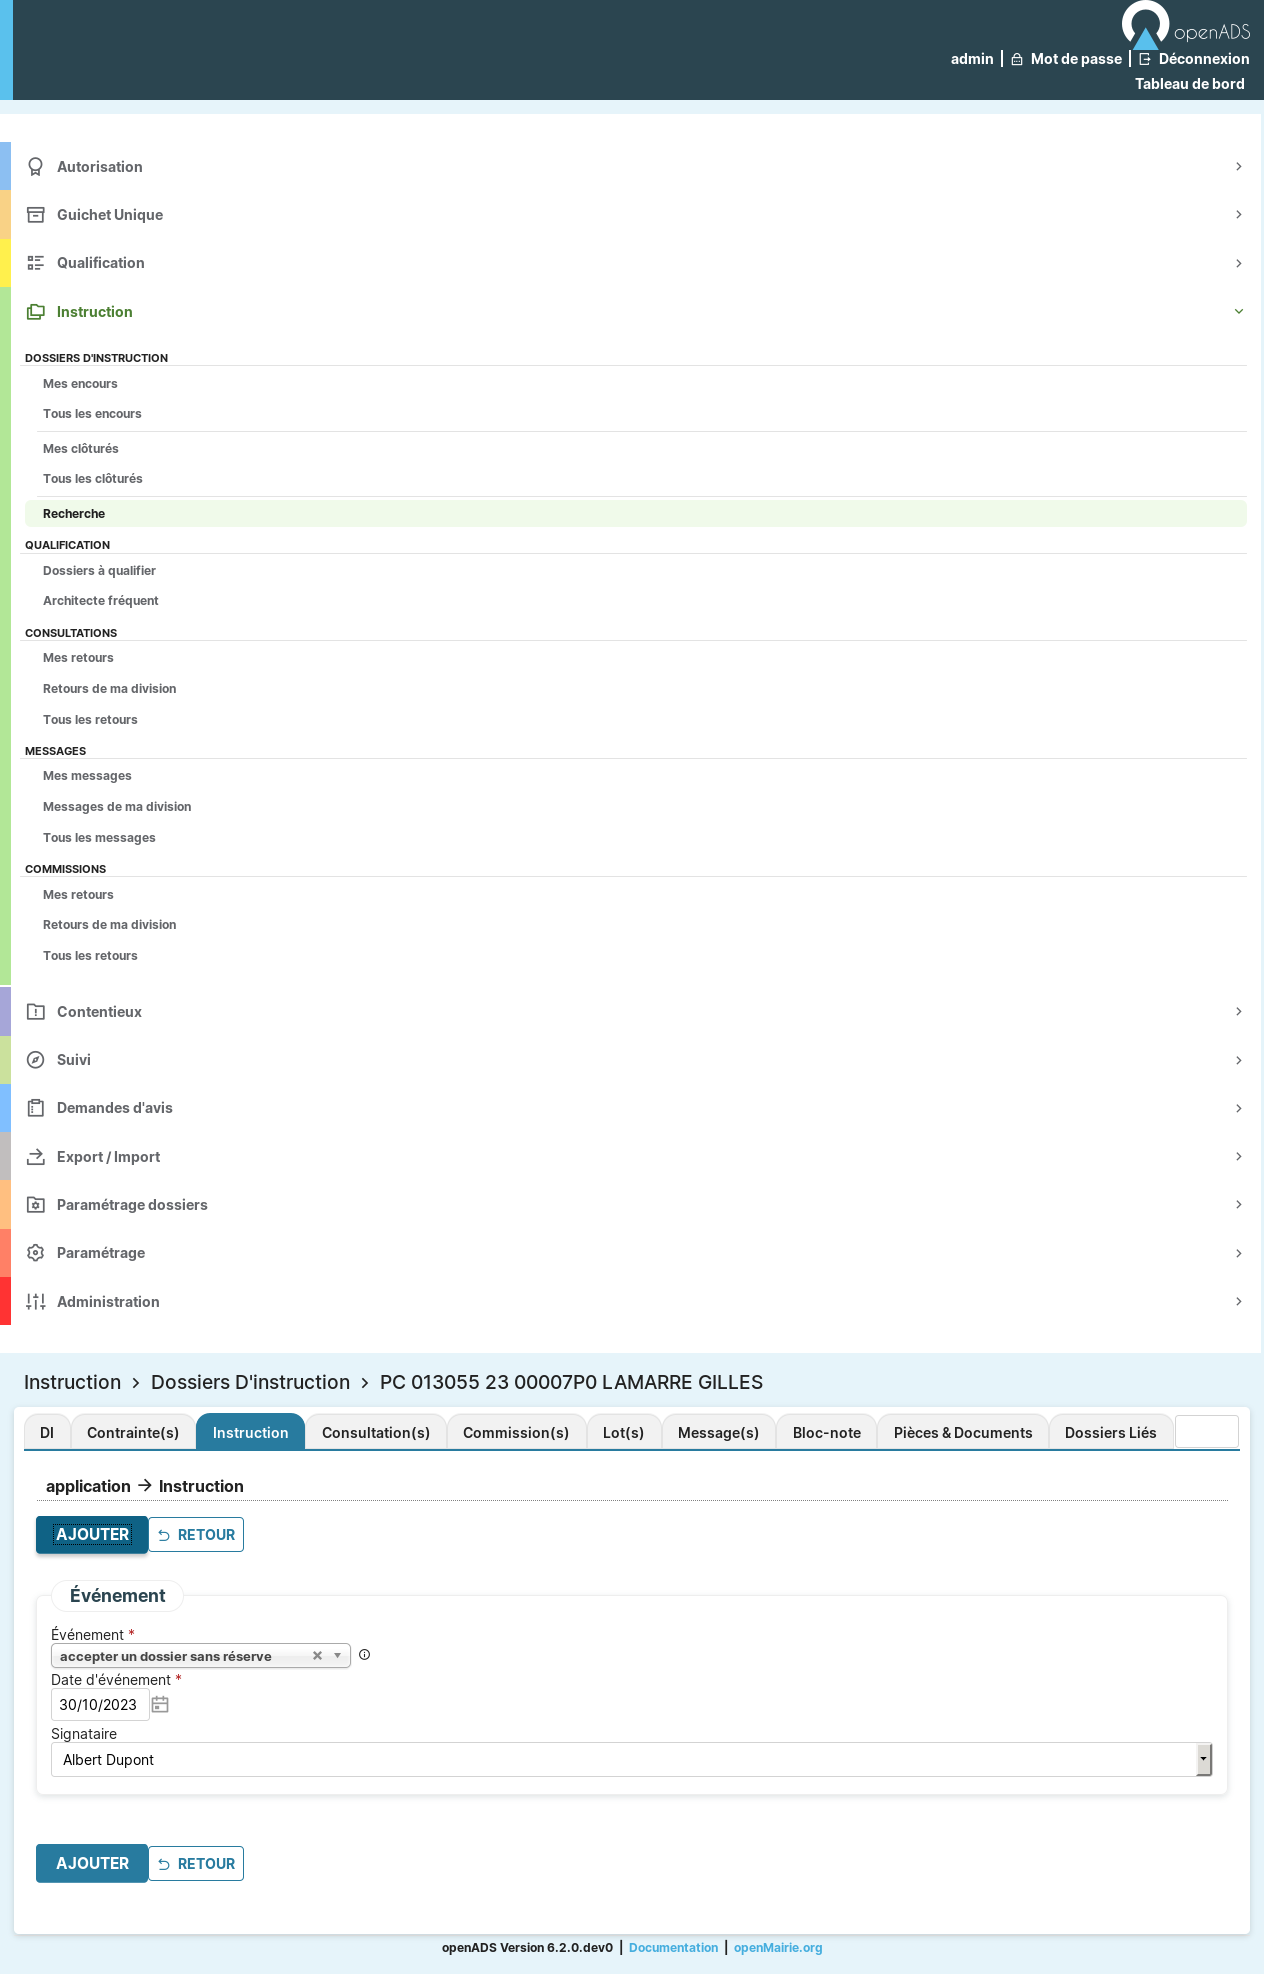 openADS
admin | Mot de passe | Déconnexion
Tableau de bord
Autorisation
Guichet Unique
Qualification
Instruction
DOSSIERS D'INSTRUCTION
Mes encours
Tous les encours
Mes clôturés
Tous les clôturés
Recherche
QUALIFICATION
Dossiers à qualifier
Architecte fréquent
CONSULTATIONS
Mes retours
Retours de ma division
Tous les retours
MESSAGES
Mes messages
Messages de ma division
Tous les messages
COMMISSIONS
Mes retours
Retours de ma division
Tous les retours
Contentieux
Suivi
Demandes d'avis
Export / Import
Paramétrage dossiers
Paramétrage
Administration
Instruction > Dossiers D'instruction > PC 013055 23 00007P0 LAMARRE GILLES
DI Contrainte(s) Instruction Consultation(s) Commission(s) Lot(s) Message(s) Bloc-note Pièces & Documents Dossiers Liés
application → Instruction
AJOUTER RETOUR
Événement
Événement *
accepter un dossier sans réserve
Date d'événement *
30/10/2023
Signataire
Albert Dupont
AJOUTER RETOUR
openADS Version 6.2.0.dev0 | Documentation | openMairie.org